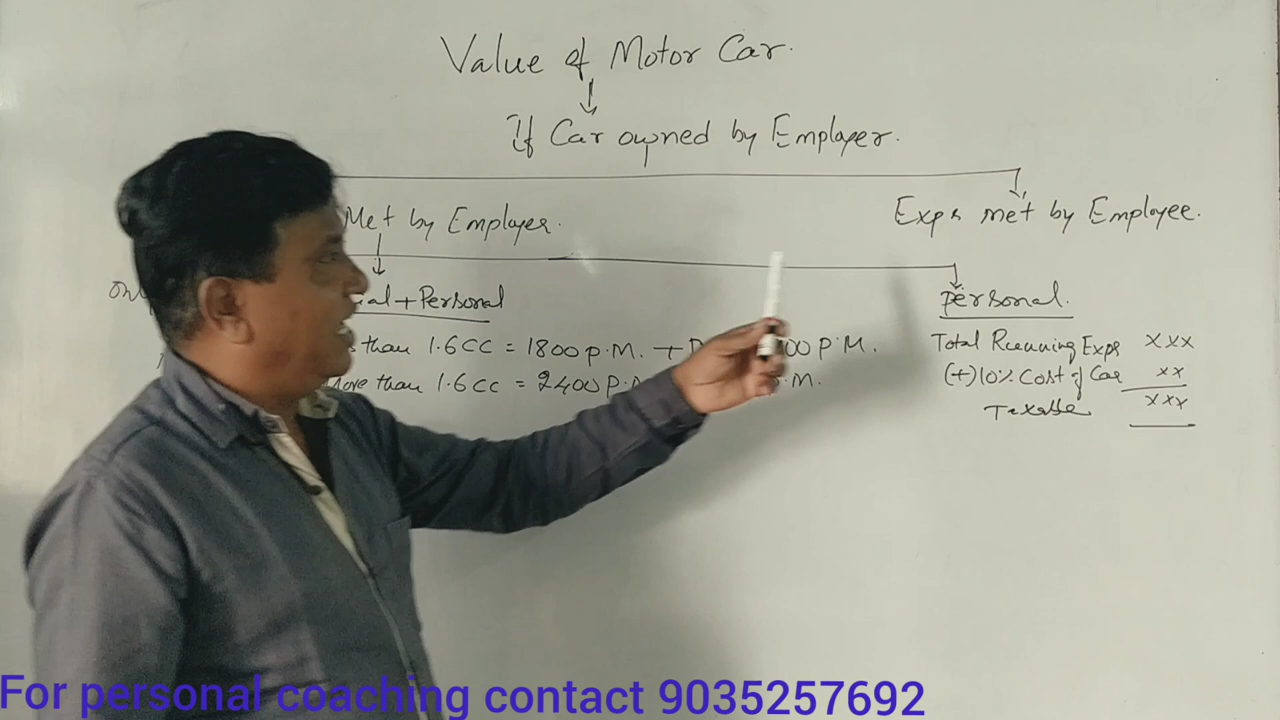 Value of Motor Car.
If Car owned by Employer.
Met by Employer.
Exps met by Employee.
+ Personal
Personal.
than 1.6CC = 1800 p.m. + 00 P.M.
than 1.6CC = 2400 P. .M.
Total Running Exps XXX
(+) 10% Cost of Car XX
Taxable XXX
For personal coaching contact 9035257692